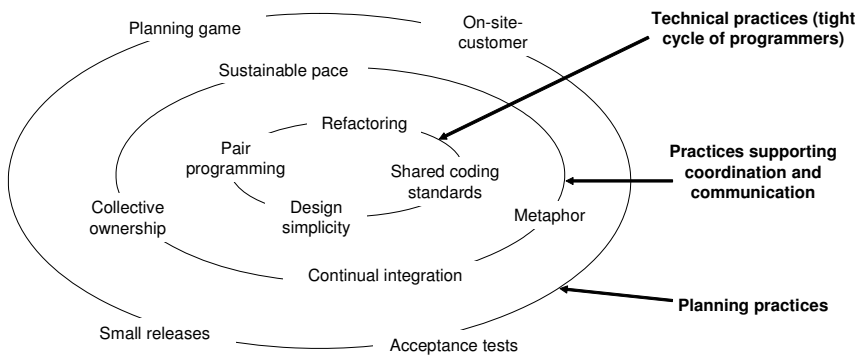 Planning game
On-site-
customer
Technical practices (tight
cycle of programmers)
Sustainable pace
Refactoring
Pair
programming
Shared coding
standards
Practices supporting
coordination and
communication
Collective
ownership
Design
simplicity
Metaphor
Continual integration
Planning practices
Small releases
Acceptance tests